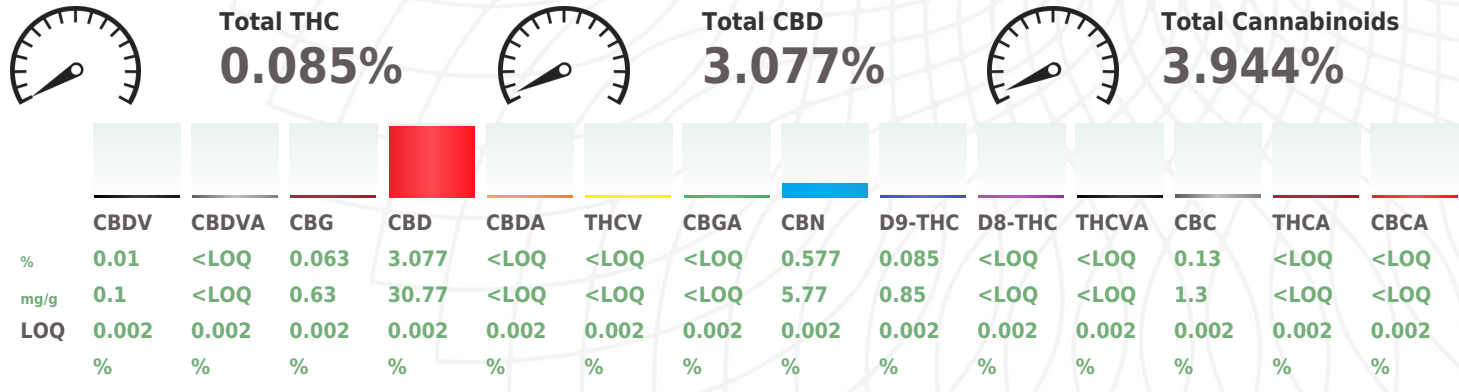 Total THC Total CBD Total Cannabinoids
0.085% 3.077% 3.944%
CBDV CBDVA CBG CBD CBDA THCV CBGA CBN D9-THC D8-THC THCVA CBC THCA CBCA
% 0.01 <LOQ 0.063 3.077 <LOQ <LOQ <LOQ 0.577 0.085 <LOQ <LOQ 0.13 <LOQ <LOQ
mg/g 0.1 <LOQ 0.63 30.77 <LOQ <LOQ <LOQ 5.77 0.85 <LOQ <LOQ 1.3 <LOQ <LOQ
LOQ 0.002 0.002 0.002 0.002 0.002 0.002 0.002 0.002 0.002 0.002 0.002 0.002 0.002 0.002
% % % % % % % % % % % % % %